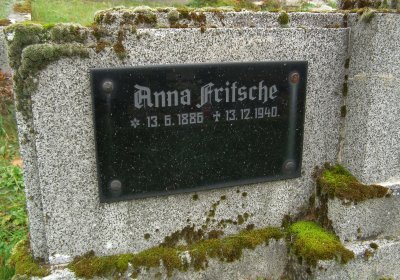 Anna Fritsche
* 13. 6. 1886 ✝ 13. 12. 1940.